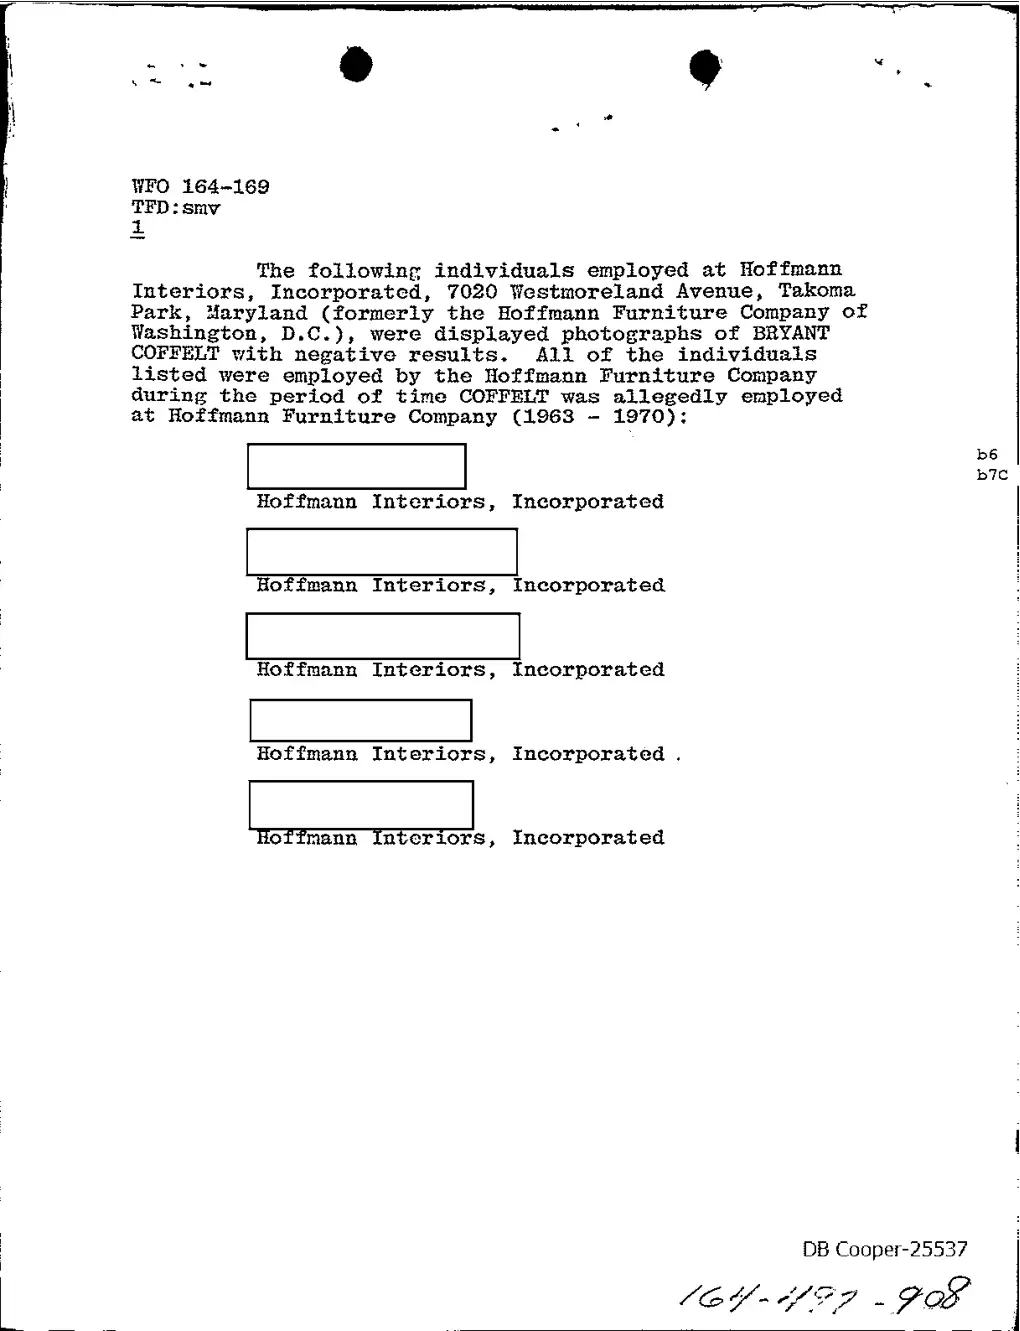 WFO 164-169
TFD:smv
1
The following individuals employed at Hoffmann
Interiors, Incorporated, 7020 Westmoreland Avenue, Takoma
Park, Maryland (formerly the Hoffmann Furniture Company of
Washington, D.C.), were displayed photographs of BRYANT
COFFELT with negative results. All of the individuals
listed were employed by the Hoffmann Furniture Company
during the period of time COFFELT was allegedly employed
at Hoffmann Furniture Company (1963 - 1970):
b6
b7C
Hoffmann Interiors, Incorporated
Hoffmann Interiors, Incorporated
Hoffmann Interiors, Incorporated
Hoffmann Interiors, Incorporated .
Hoffmann Interiors, Incorporated
DB Cooper-25537
164-497-908